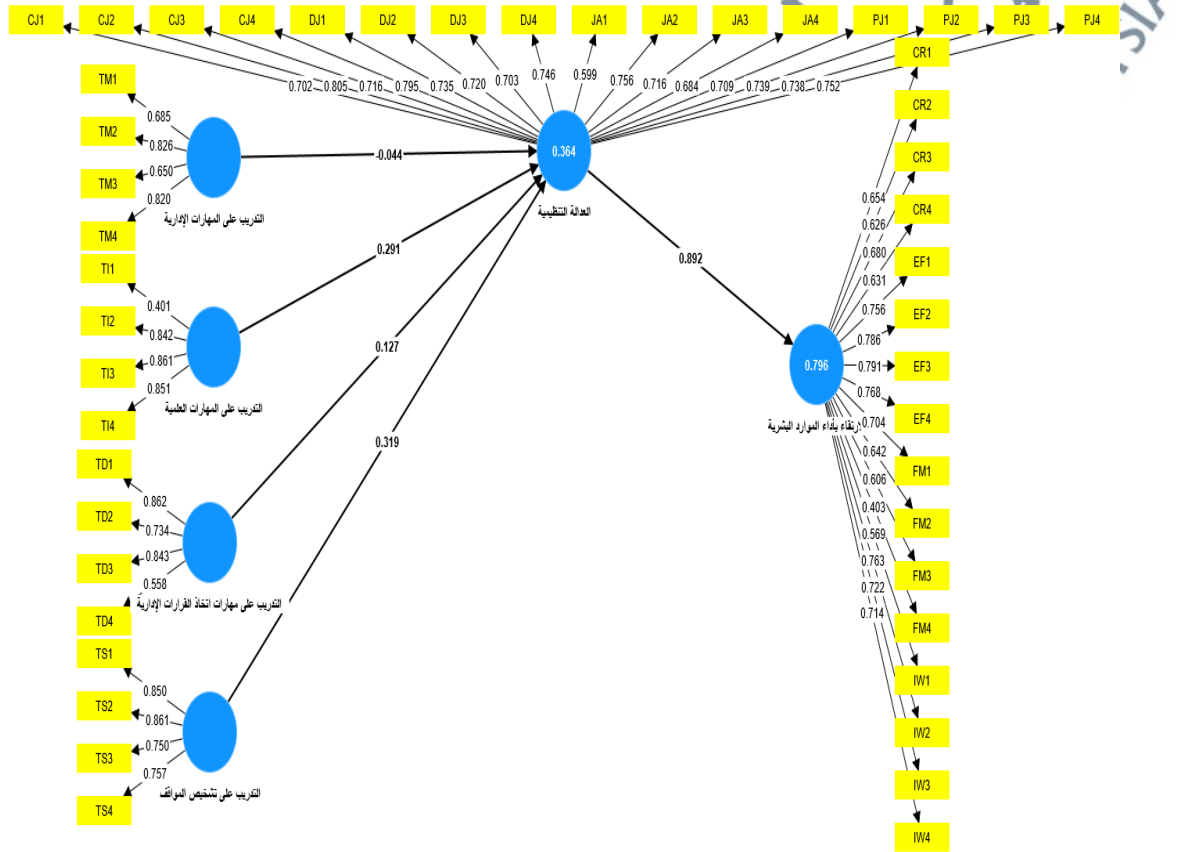 CJ1 CJ2 CJ3 CJ4 DJ1 DJ2 DJ3 DJ4 JA1 JA2 JA3 JA4 PJ1 PJ2 PJ3 PJ4
0.702 0.805 0.716 0.795 0.735 0.720 0.703 0.746 0.599 0.756 0.716 0.684 0.709 0.739 0.738 0.752
TM1
0.685
TM2
0.826
TM3
0.650
0.820
TM4
التدريب على المهارات الإدارية
-0.044
0.364
العدالة التنظيمية
TI1
0.401
TI2
0.842
TI3
0.861
0.851
TI4
التدريب على المهارات العلمية
0.291
TD1
0.862
TD2
0.734
TD3
0.843
0.558
TD4
التدريب على مهارات اتخاذ القرارات الإدارية
0.127
TS1
0.850
TS2
0.861
TS3
0.750
0.757
TS4
التدريب على تشخيص المواقف
0.319
0.892
0.796
رتقاء بأداء الموارد البشرية
CR1
CR2
CR3
0.654
CR4
0.626
0.680
EF1
0.631
0.756
EF2
0.786
EF3
0.791
0.768
EF4
0.704
0.642
FM1
0.606
0.403
FM2
0.569
0.763
FM3
0.722
0.714
FM4
IW1
IW2
IW3
IW4